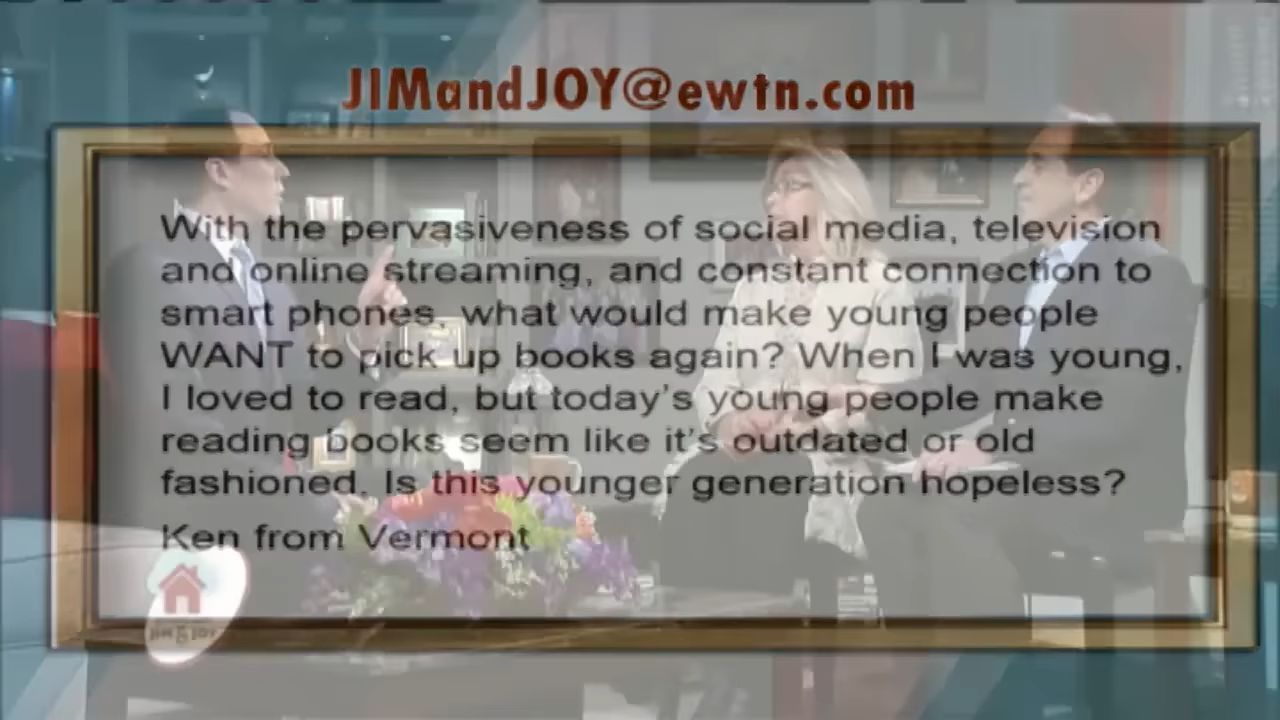 JIMandJOY@ewtn.com
With the pervasiveness of social media, television
and online streaming, and constant connection to
smart phones, what would make young people
WANT to pick up books again? When I was young,
I loved to read, but today's young people make
reading books seem like it's outdated or old
fashioned. Is this younger generation hopeless?
Ken from Vermont
JIM & JOY